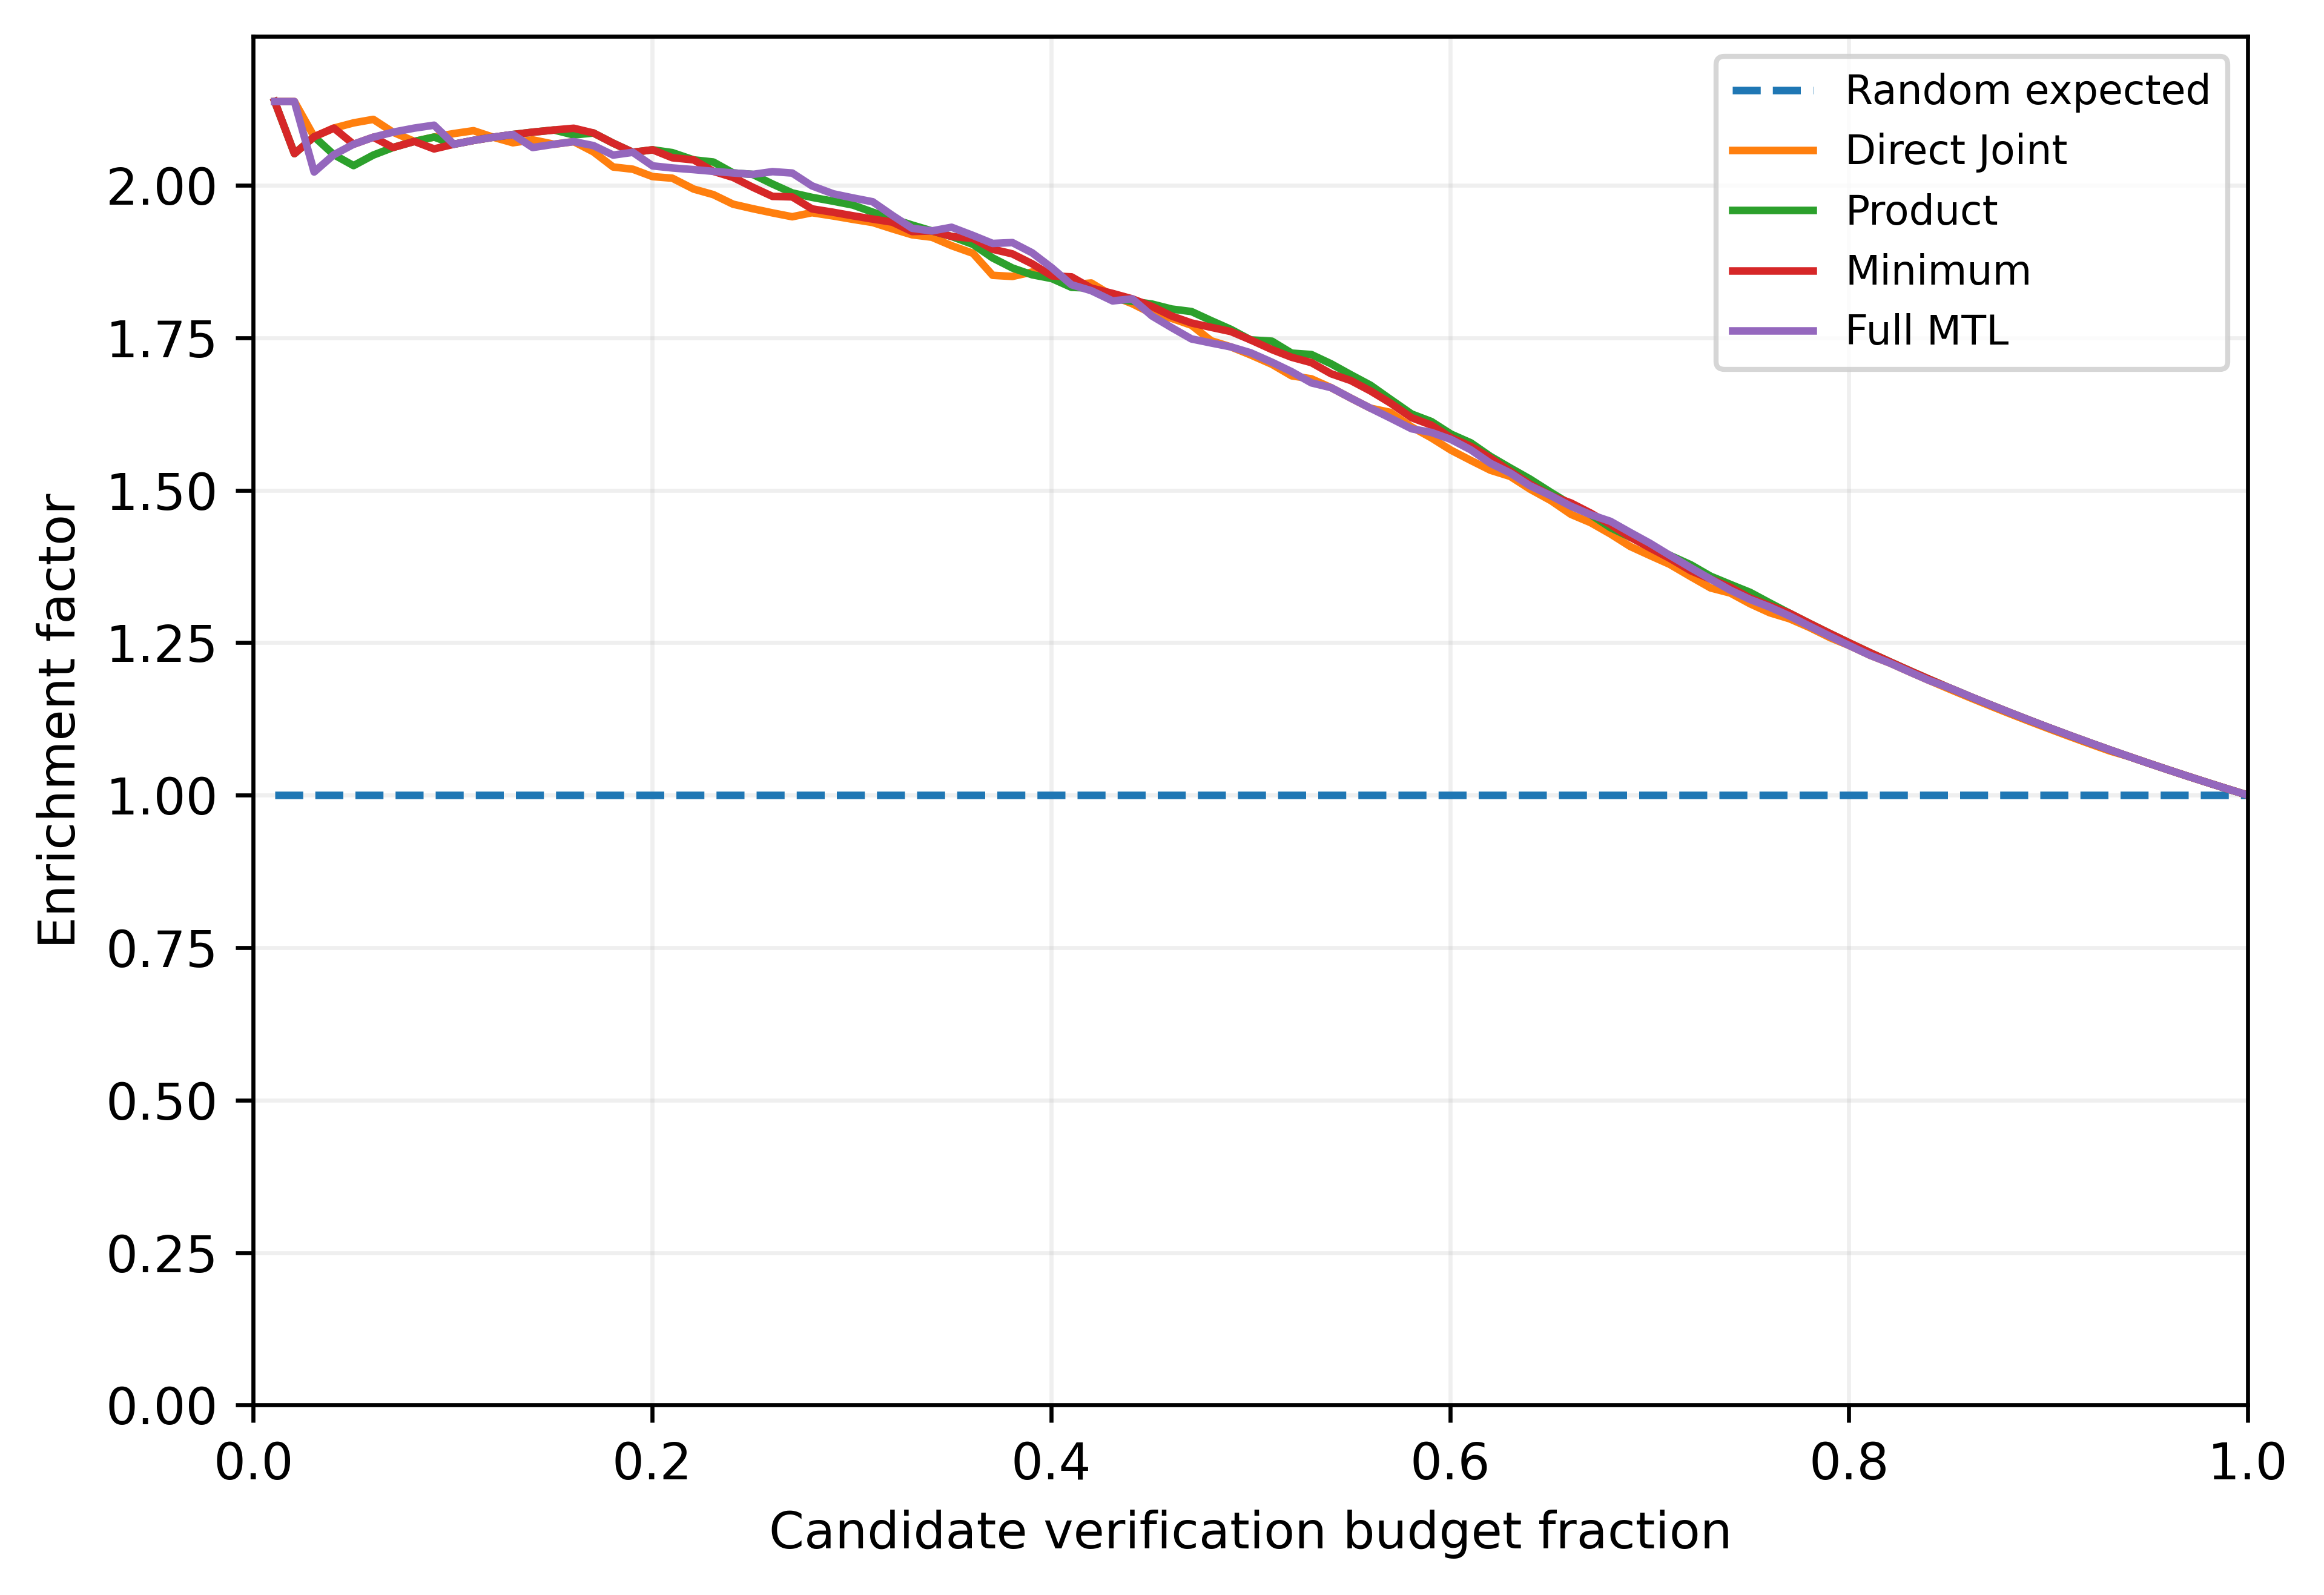 Random expected
Direct Joint
Product
Minimum
Full MTL
Enrichment factor
2.00
1.75
1.50
1.25
1.00
0.75
0.50
0.25
0.00
0.0 0.2 0.4 0.6 0.8 1.0
Candidate verification budget fraction